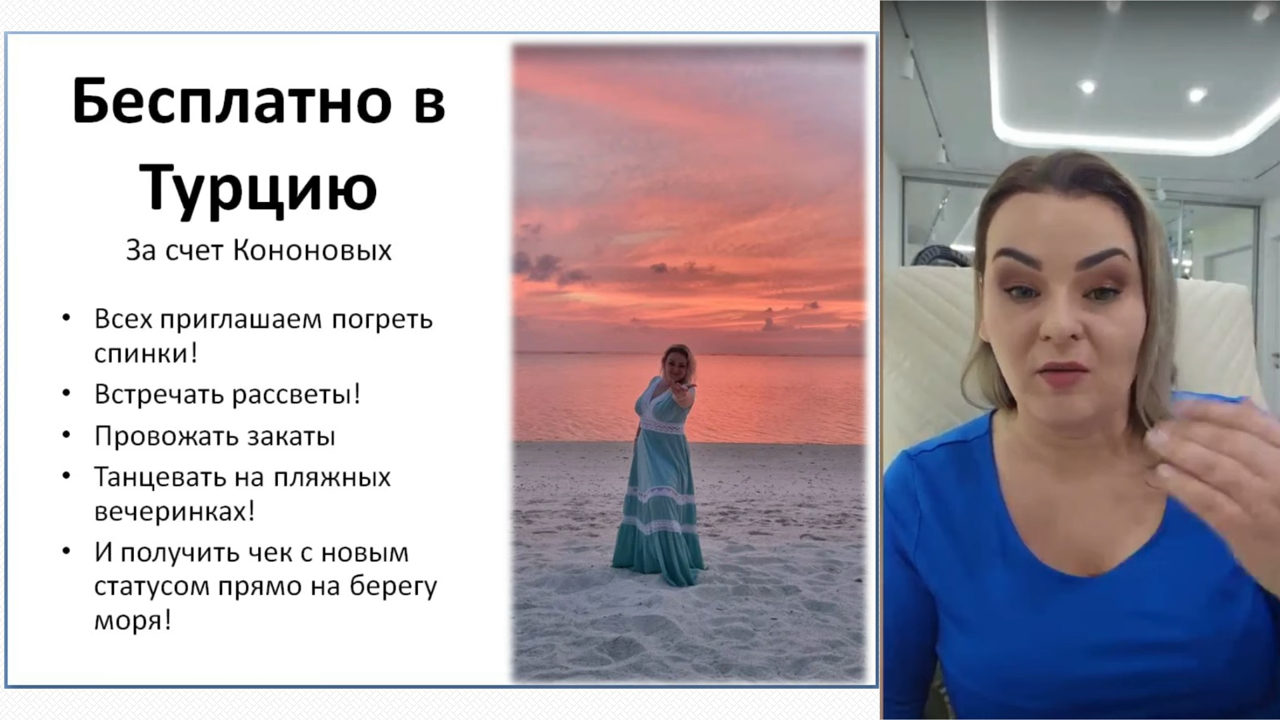 Бесплатно в
Турцию
За счет Кононовых
• Всех приглашаем погреть
спинки!
• Встречать рассветы!
• Провожать закаты
• Танцевать на пляжных
вечеринках!
• И получить чек с новым
статусом прямо на берегу
моря!